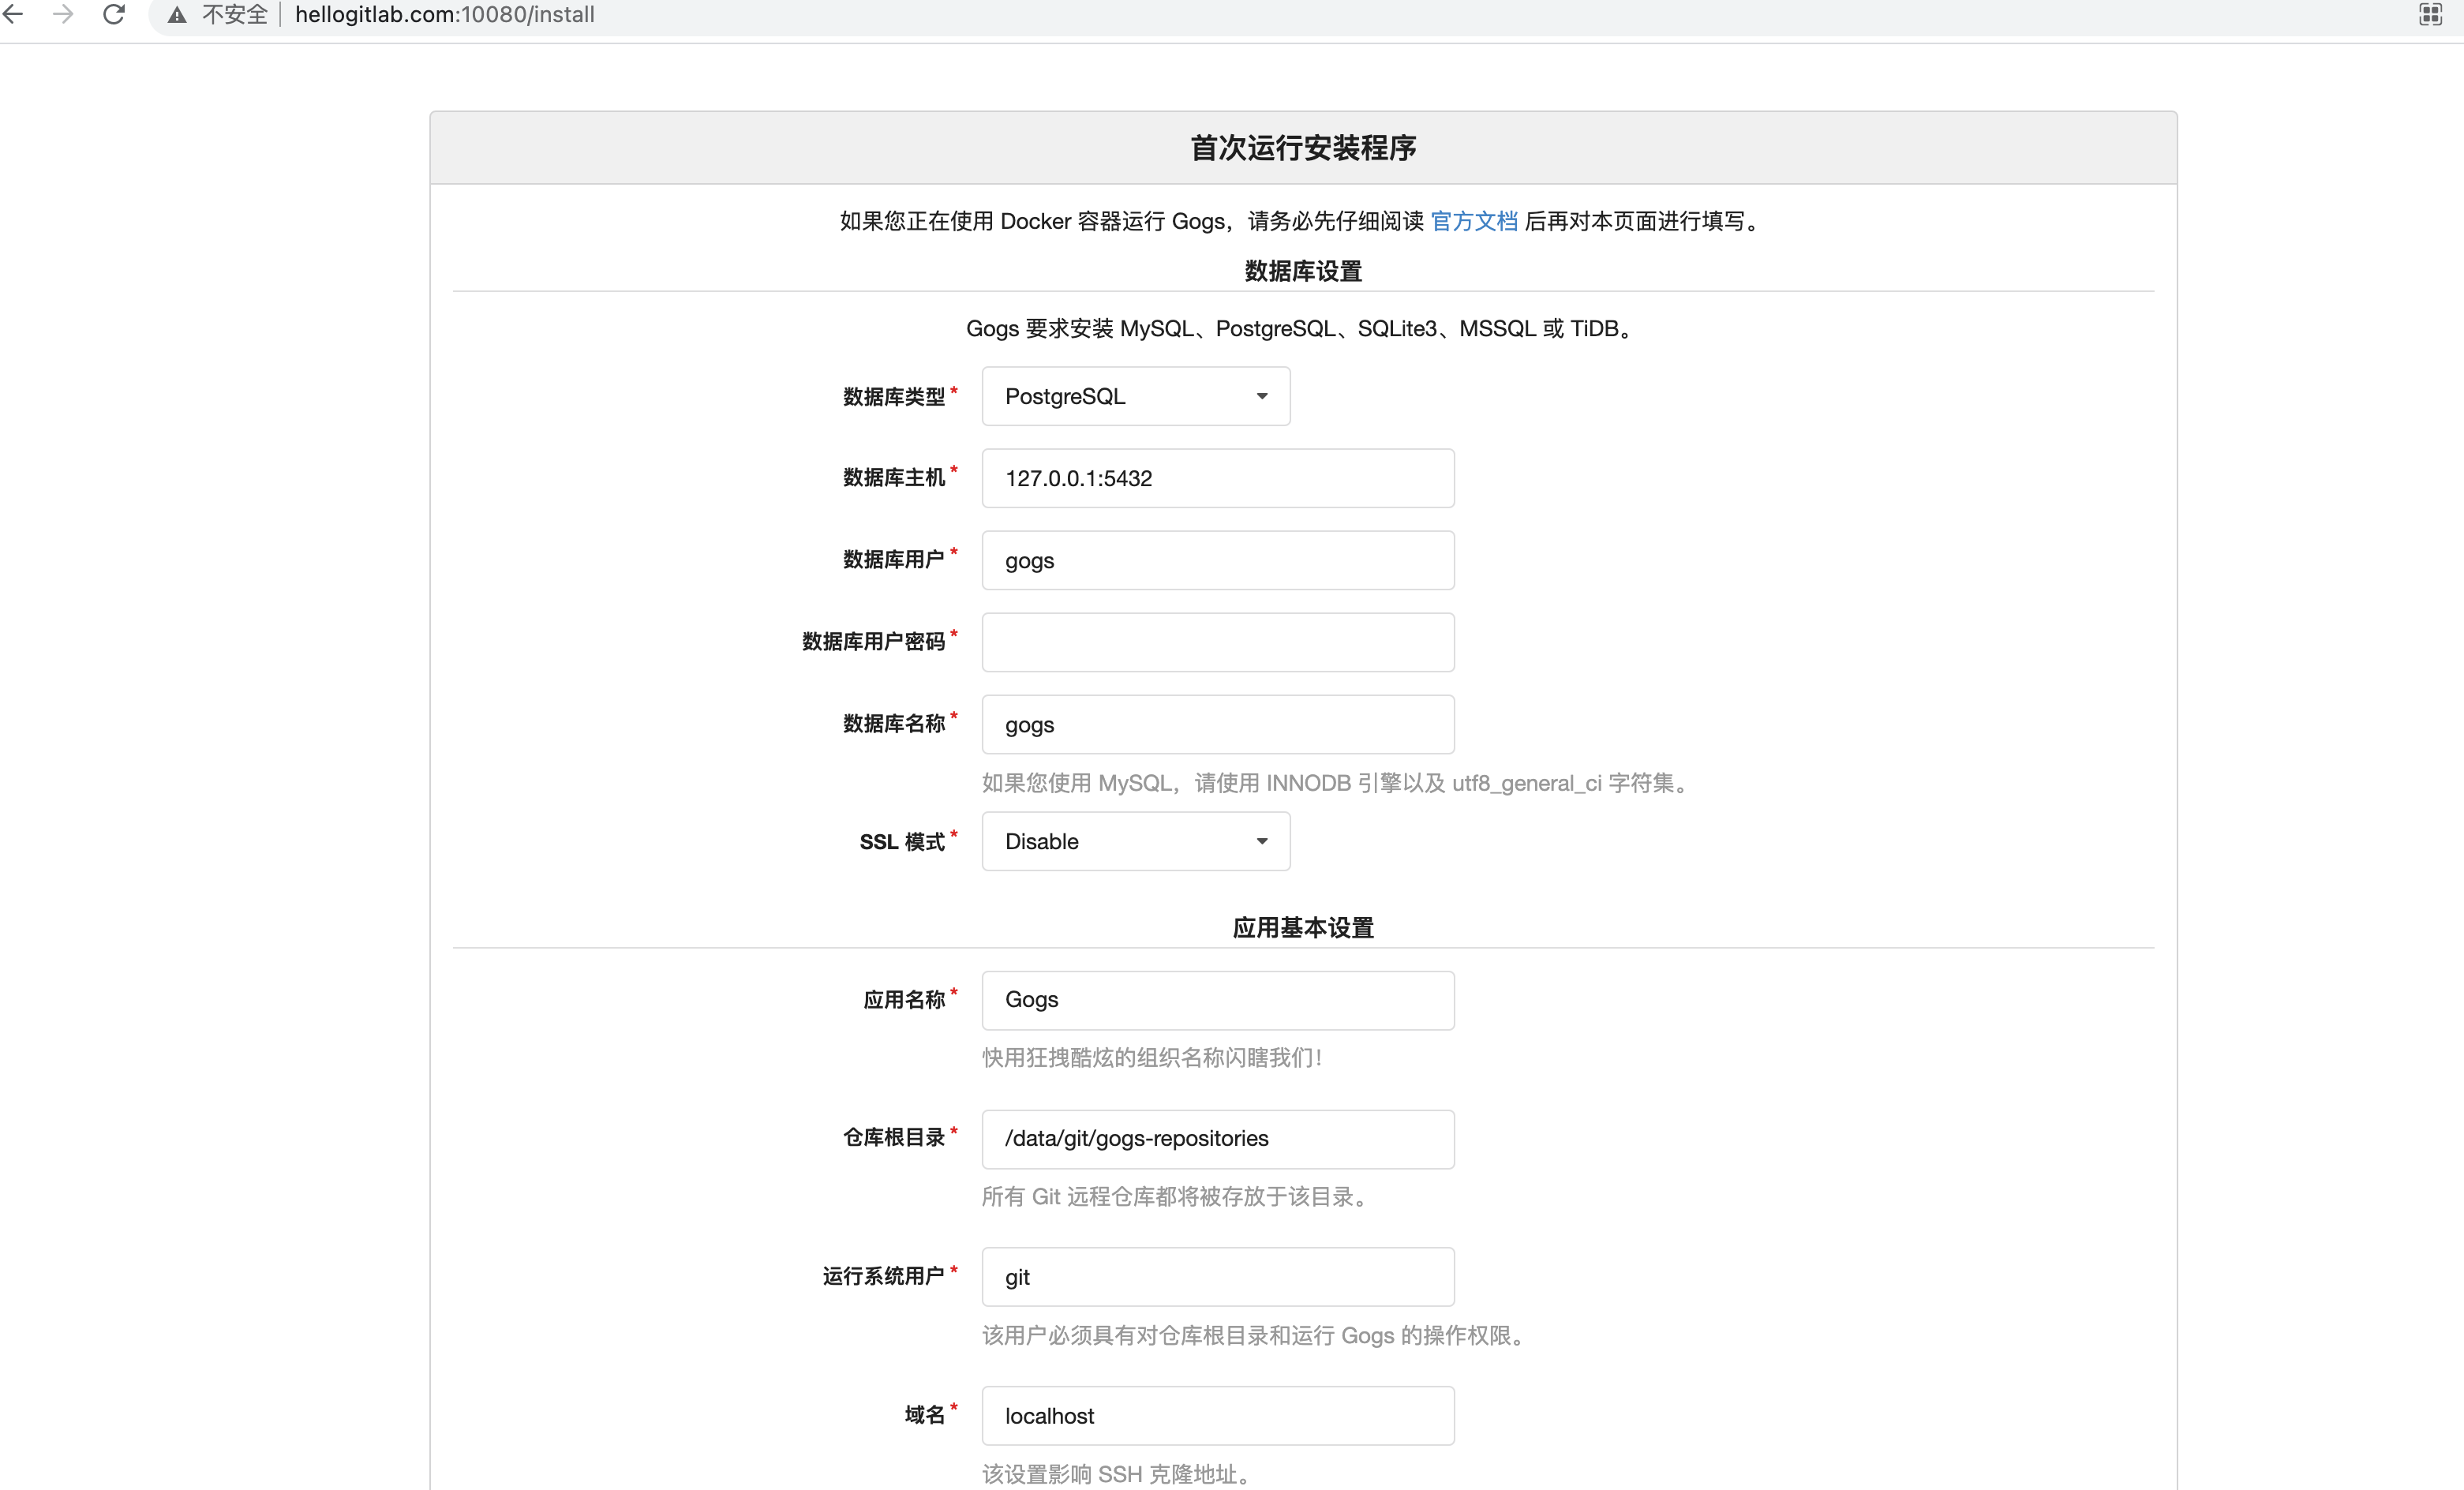 不安全 hellogitlab.com:10080/install
首次运行安装程序
如果您正在使用 Docker 容器运行 Gogs，请务必先仔细阅读 官方文档 后再对本页面进行填写。
数据库设置
Gogs 要求安装 MySQL、PostgreSQL、SQLite3、MSSQL 或 TiDB。
数据库类型* PostgreSQL
数据库主机* 127.0.0.1:5432
数据库用户* gogs
数据库用户密码*
数据库名称* gogs
如果您使用 MySQL，请使用 INNODB 引擎以及 utf8_general_ci 字符集。
SSL 模式* Disable
应用基本设置
应用名称* Gogs
快用狂拽酷炫的组织名称闪瞎我们！
仓库根目录* /data/git/gogs-repositories
所有 Git 远程仓库都将被存放于该目录。
运行系统用户* git
该用户必须具有对仓库根目录和运行 Gogs 的操作权限。
域名* localhost
该设置影响 SSH 克隆地址。